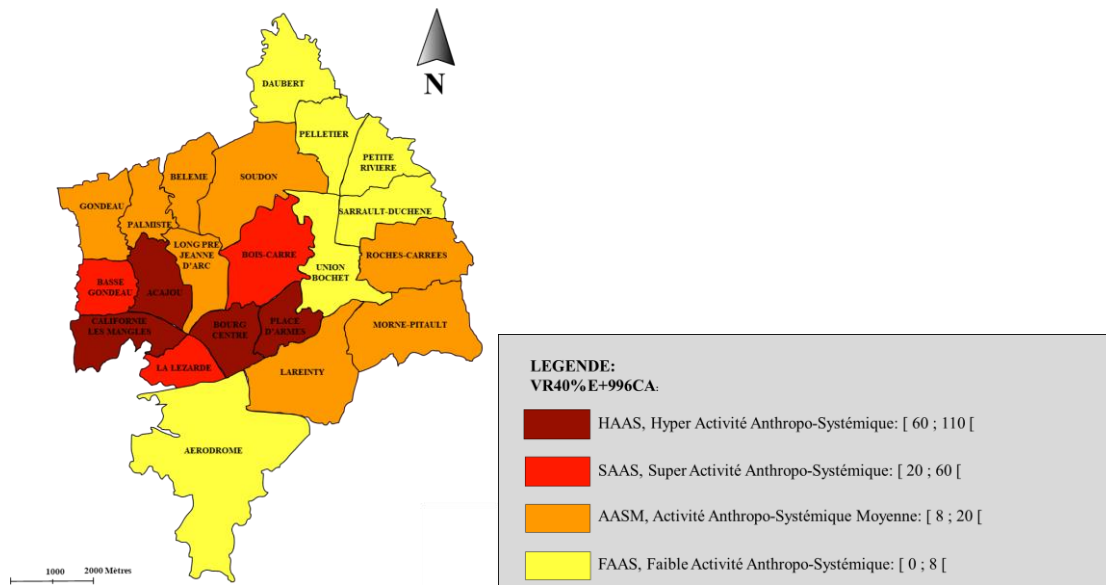 DAUBERT
N
PELLETIER
PETITE
RIVIERE
BELEME
SOUDON
GONDEAU
SARRAULT-DUCHENE
PALMISTE
LONG PRE
JEANNE
D'ARC
BOIS-CARRE
ROCHES-CARREES
UNION
BOCHET
BASSE
GONDEAU
ACAJOU
CALIFORNIE
LES MANGLES
BOURG
CENTRE
PLACE
D'ARMES
MORNE-PITAULT
LA LEZARDE
LAREINTY
AERODROME
0 1000 2000 Mètres
LEGENDE:
VR40%E+996CA:
HAAS, Hyper Activité Anthropo-Systémique: [ 60 ; 110 [
SAAS, Super Activité Anthropo-Systémique: [ 20 ; 60 [
AASM, Activité Anthropo-Systémique Moyenne: [ 8 ; 20 [
FAAS, Faible Activité Anthropo-Systémique: [ 0 ; 8 [